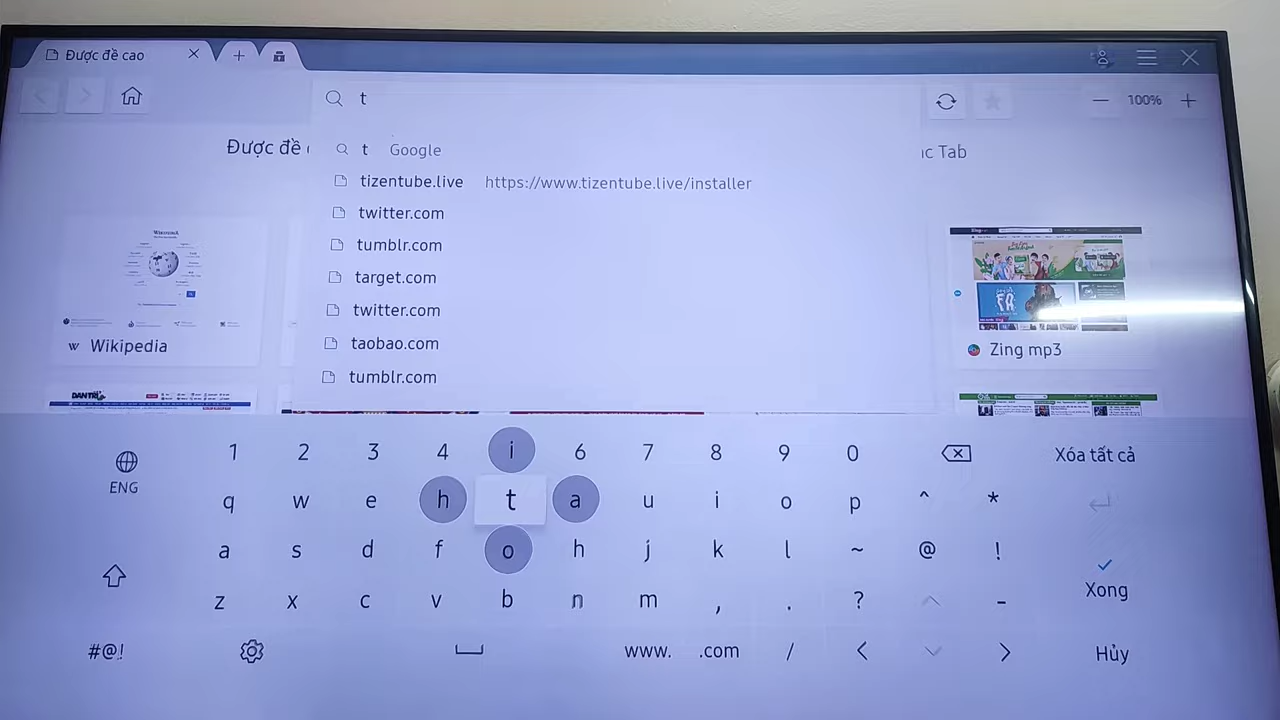 Được đề cao
t
100%
Được đề
t Google
tizentube.live https://www.tizentube.live/installer
twitter.com
tumblr.com
target.com
twitter.com
taobao.com
tumblr.com
Tab
WIKIPEDIA
W Wikipedia
Zing mp3
DANTRI
1 2 3 4 i 6 7 8 9 0 Xóa tất cả
ENG
q w e h t a u i o p ^ *
a s d f o h j k l ~ @ !
z x c v b n m , . ? -
Xong
#@! www. .com / < > Hủy